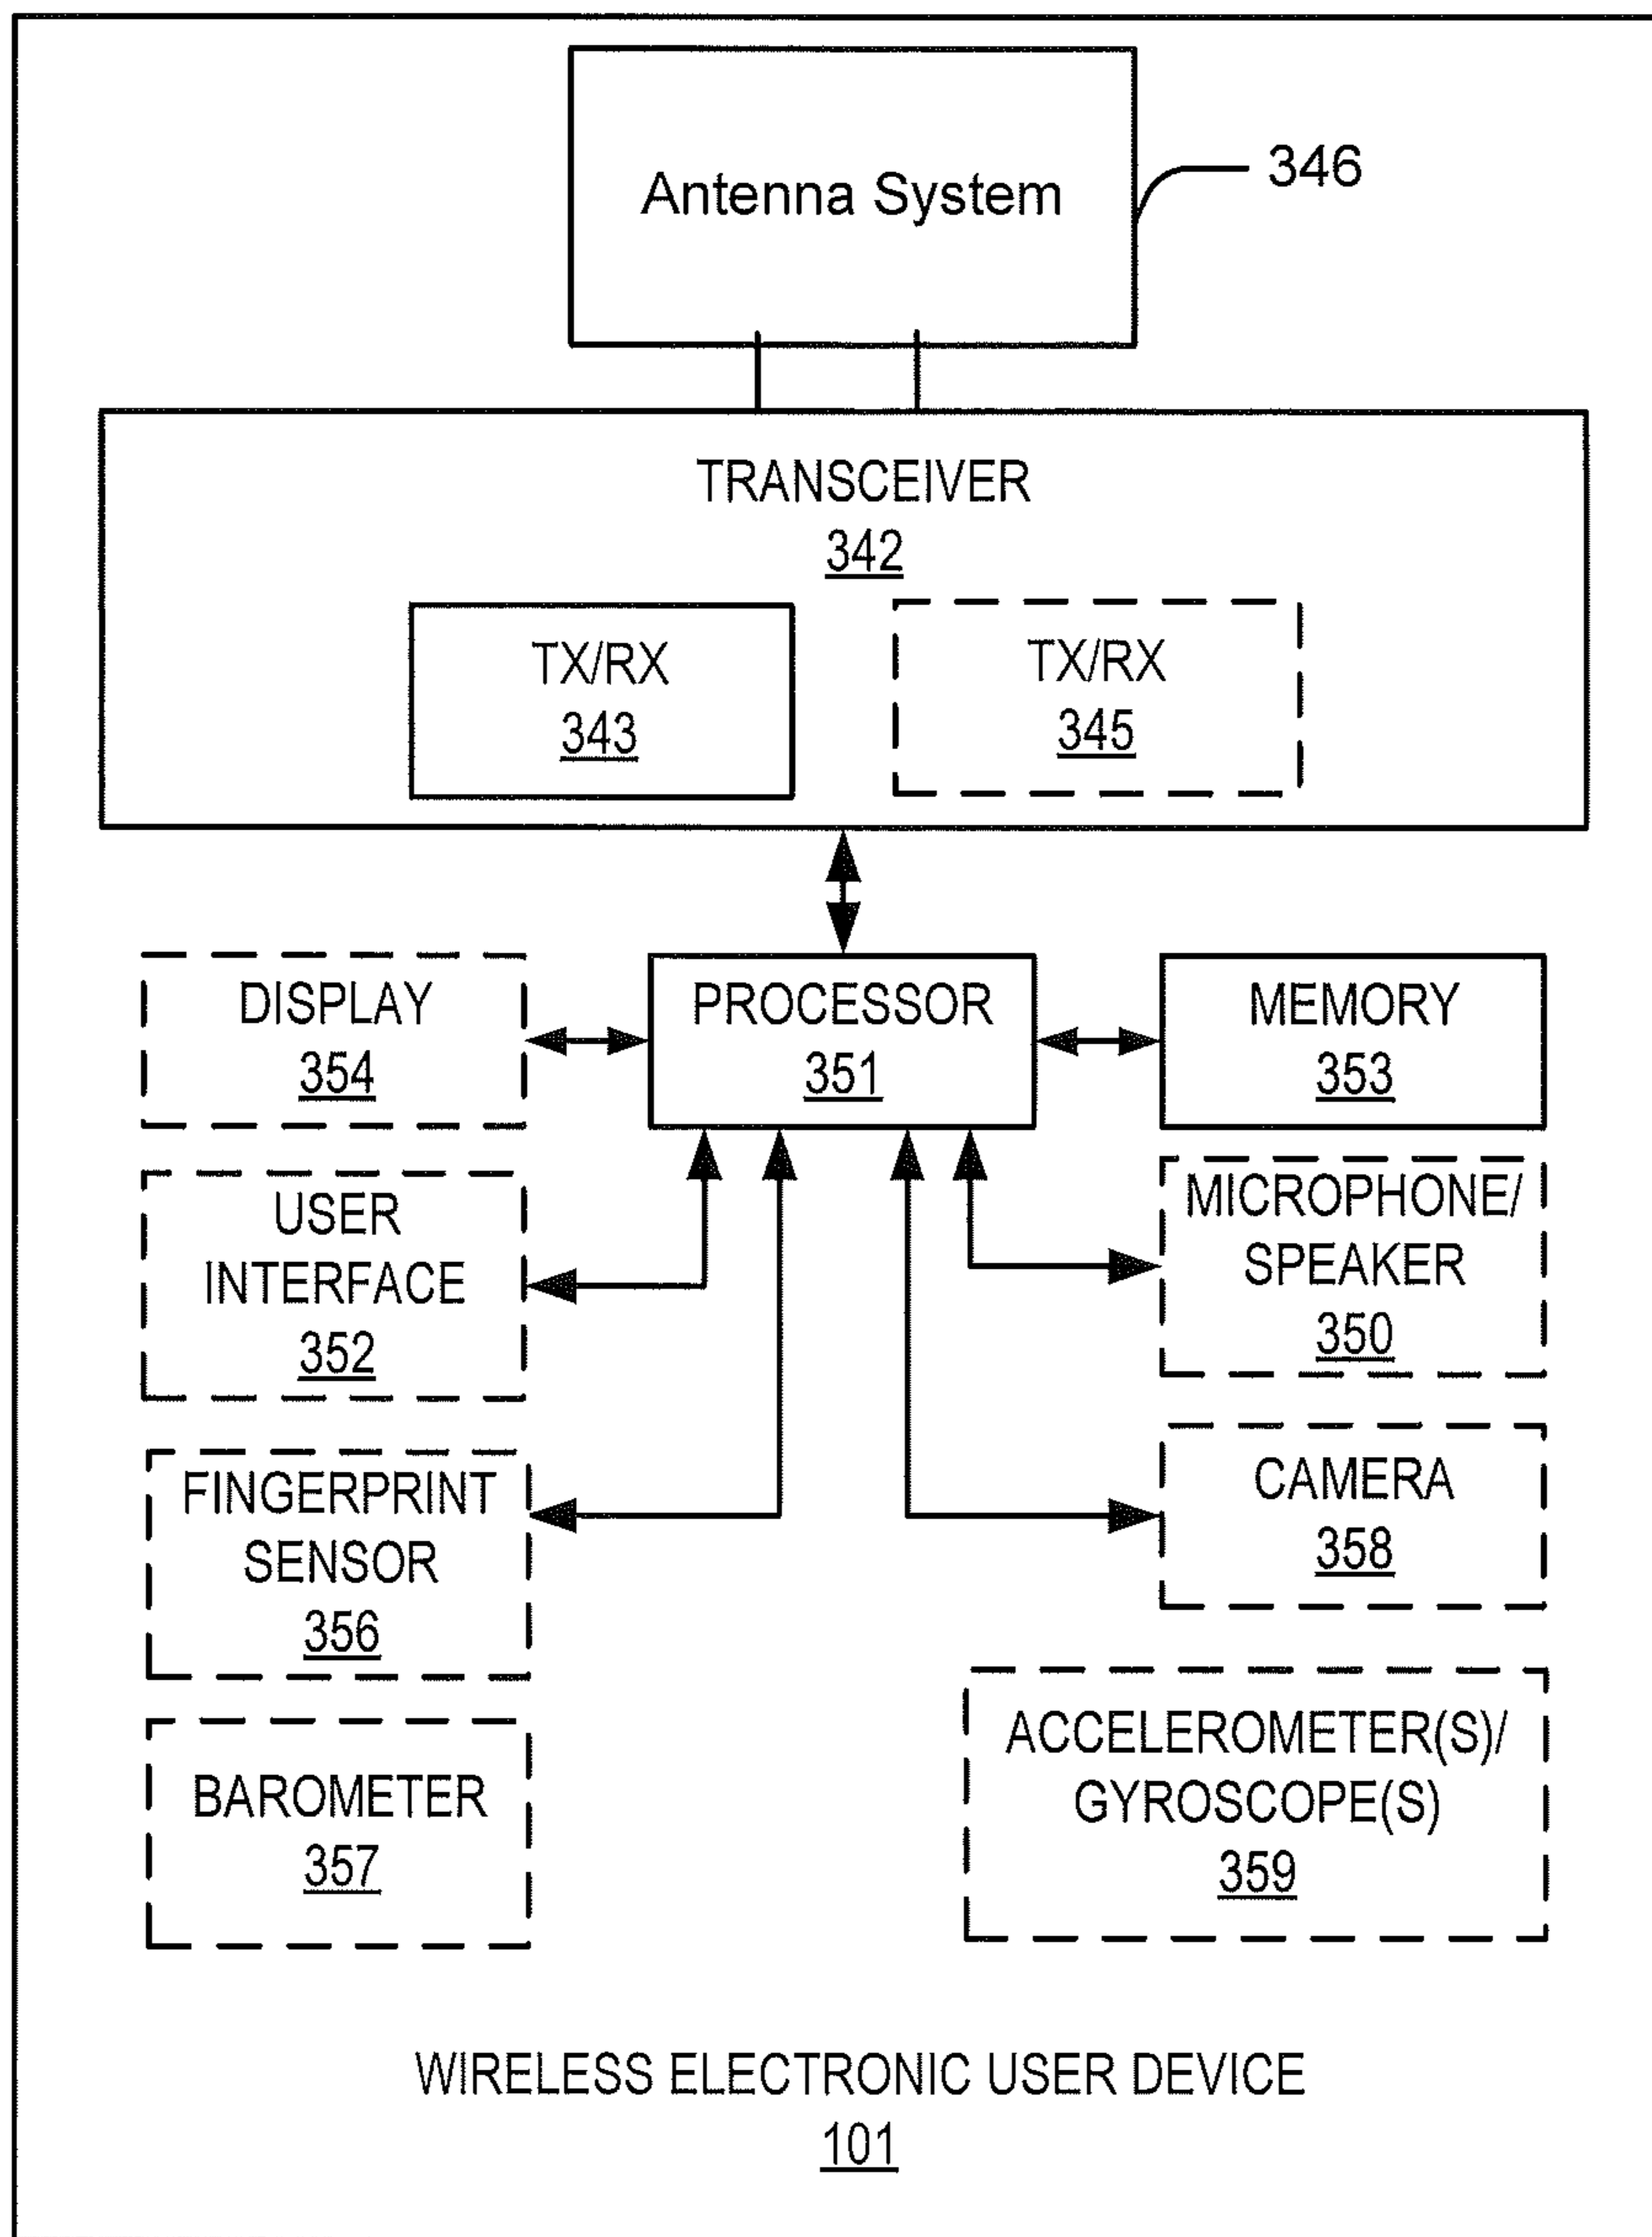 Antenna System
346
TRANSCEIVER
342
TX/RX
343
TX/RX
345
DISPLAY
354
PROCESSOR
351
MEMORY
353
USER
INTERFACE
352
MICROPHONE/
SPEAKER
350
FINGERPRINT
SENSOR
356
CAMERA
358
BAROMETER
357
ACCELEROMETER(S)/
GYROSCOPE(S)
359
WIRELESS ELECTRONIC USER DEVICE
101